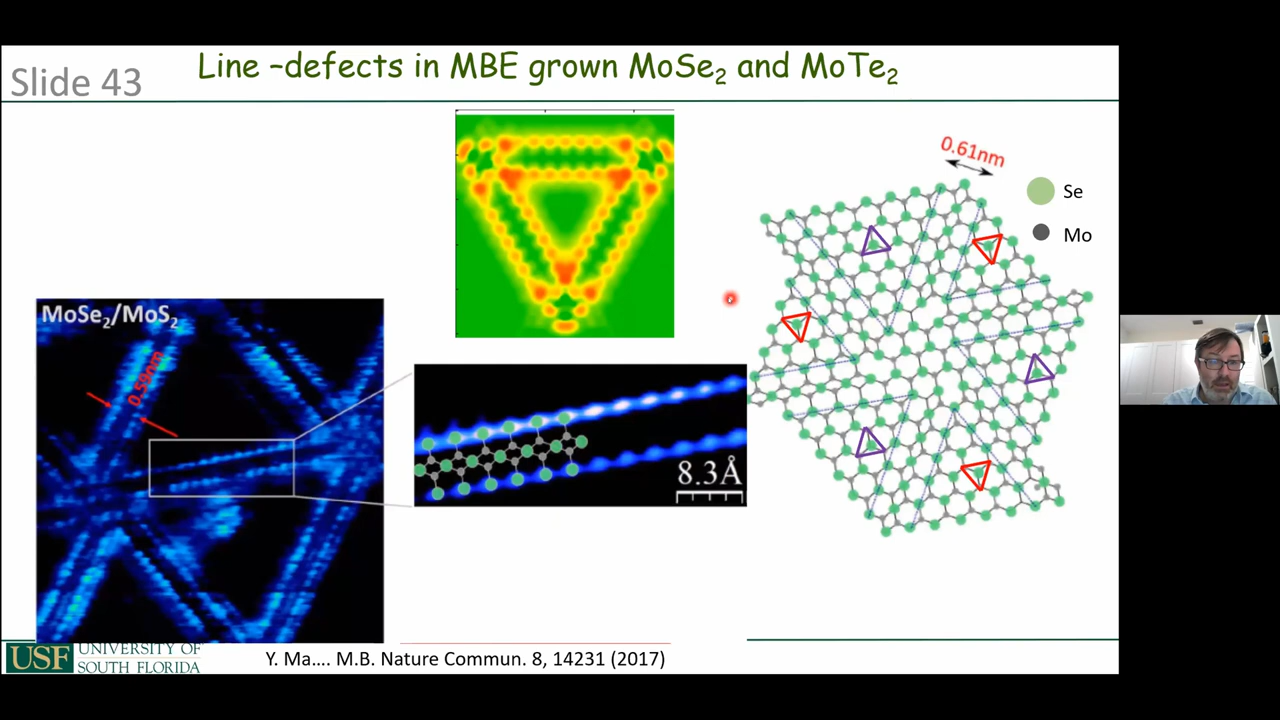 Slide 43
Line –defects in MBE grown MoSe2 and MoTe2
0.61nm
Se
Mo
MoSe2/MoS2
0.59nm
8.3Å
USF
UNIVERSITY OF
SOUTH FLORIDA
Y. Ma.... M.B. Nature Commun. 8, 14231 (2017)